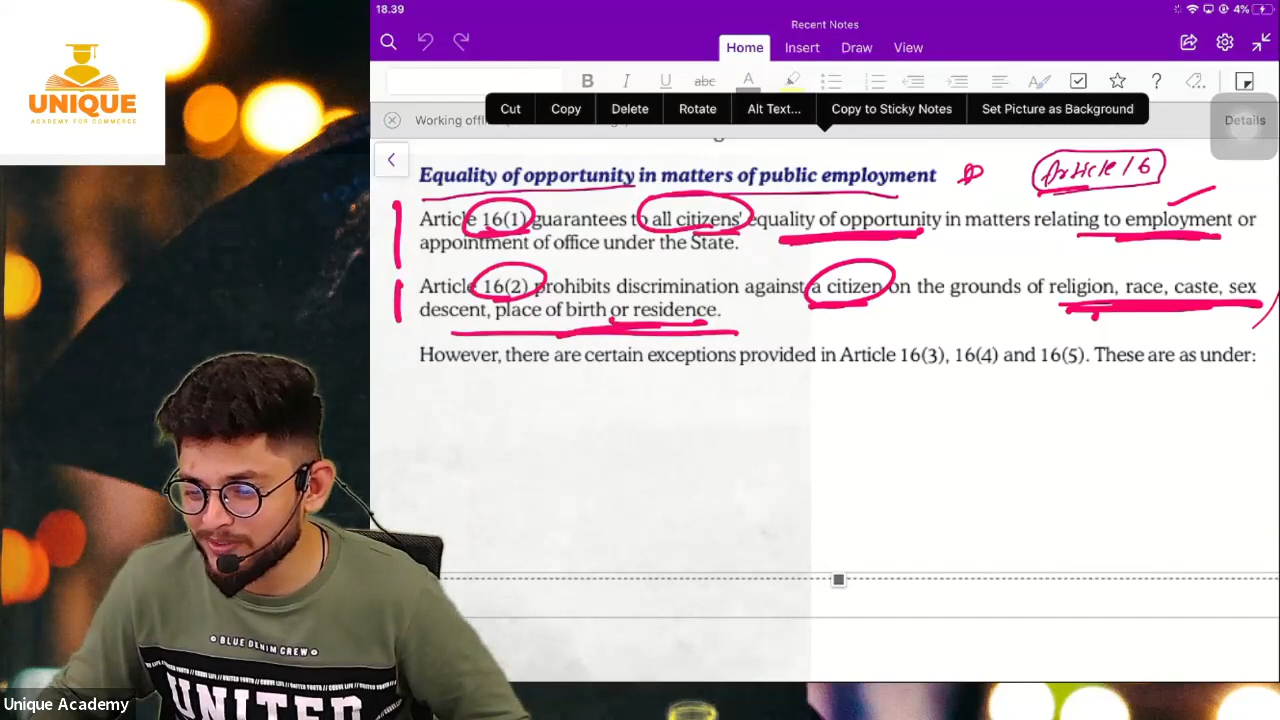 UNIQUE
ACADEMY FOR COMMERCE
18.39
4%
Recent Notes
Home Insert Draw View
B I U abc A A ?
Cut Copy Delete Rotate Alt Text... Copy to Sticky Notes Set Picture as Background
Working offl
Details
Equality of opportunity in matters of public employment
Article 16
Article 16(1) guarantees to all citizens' equality of opportunity in matters relating to employment or
appointment of office under the State.
Article 16(2) prohibits discrimination against a citizen on the grounds of religion, race, caste, sex
descent, place of birth or residence.
However, there are certain exceptions provided in Article 16(3), 16(4) and 16(5). These are as under:
BLUE DENIM CREW
UNITED
Unique Academy